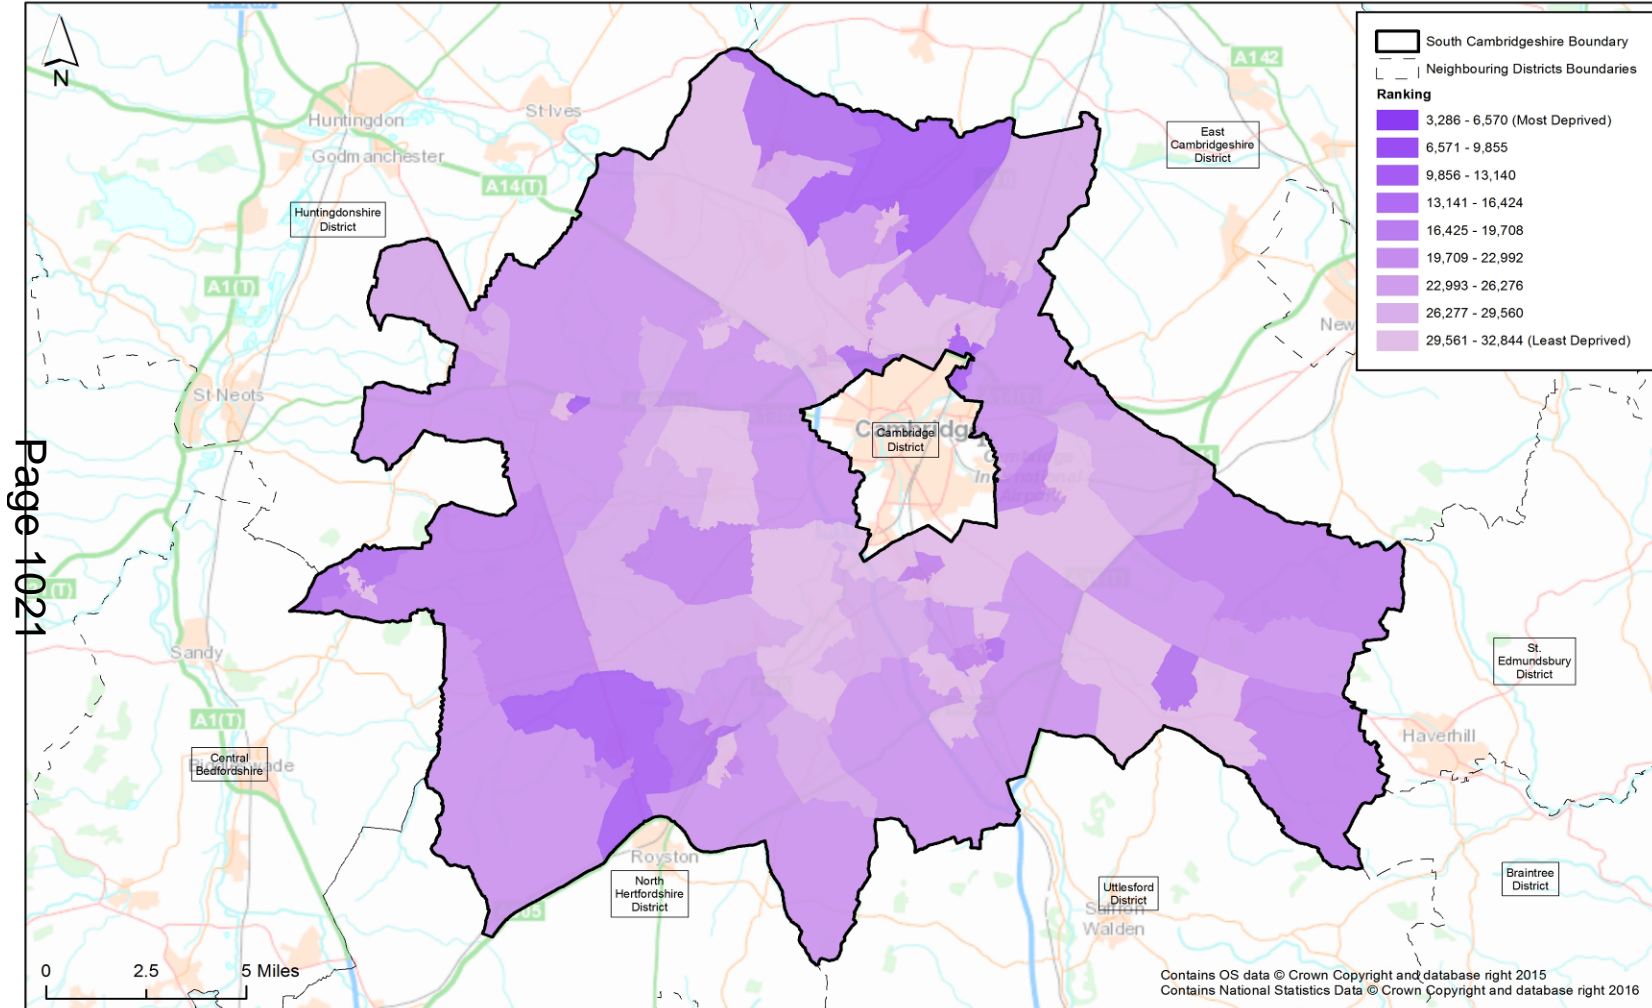 A142
South Cambridgeshire Boundary
Neighbouring Districts Boundaries
Ranking
3,286 - 6,570 (Most Deprived)
6,571 - 9,855
9,856 - 13,140
13,141 - 16,424
16,425 - 19,708
19,709 - 22,992
22,993 - 26,276
26,277 - 29,560
29,561 - 32,844 (Least Deprived)
N
St Ives
Huntingdon
Godmanchester
A14(T)
East
Cambridgeshire
District
Huntingdonshire
District
A1(T)
New
St Neots
Cambridge
Cambridge
District
Page 1021
Sandy
St.
Edmundsbury
District
A1(T)
Central
Bedfordshire
Haverhill
Royston
North
Hertfordshire
District
Uttlesford
District
Saffron
Walden
Braintree
District
0 2.5 5 Miles
Contains OS data © Crown Copyright and database right 2015
Contains National Statistics Data © Crown Copyright and database right 2016